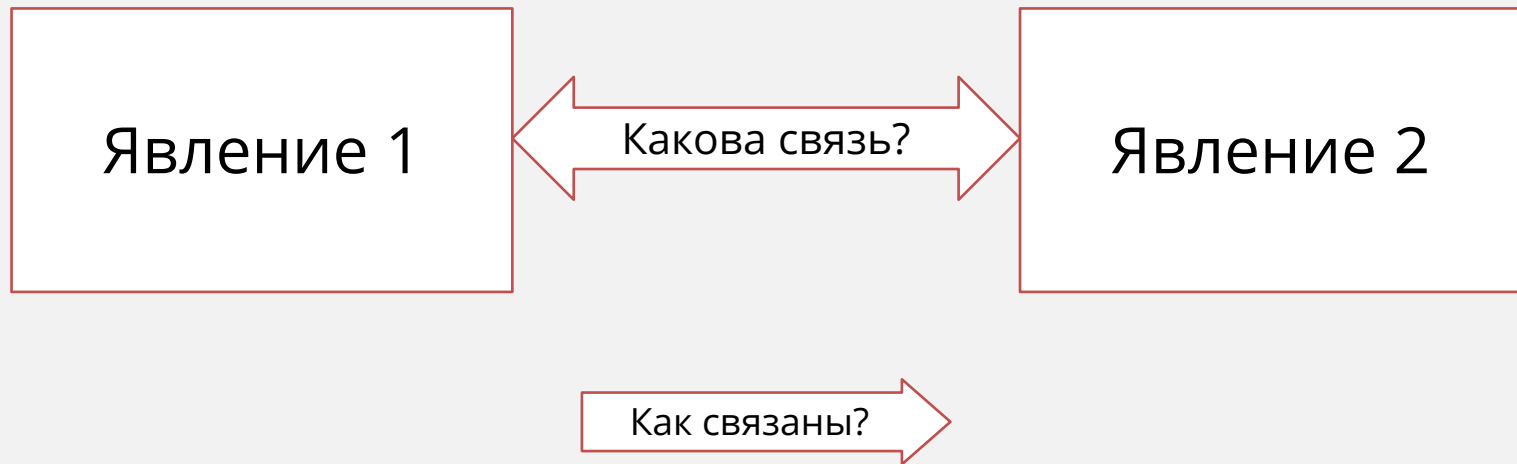 Явление 1
Какова связь?
Явление 2
Как связаны?